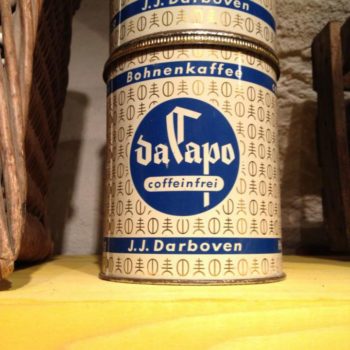 J.J. Darboven
Bohnenkaffee
daCapo
coffeinfrei
J.J. Darboven